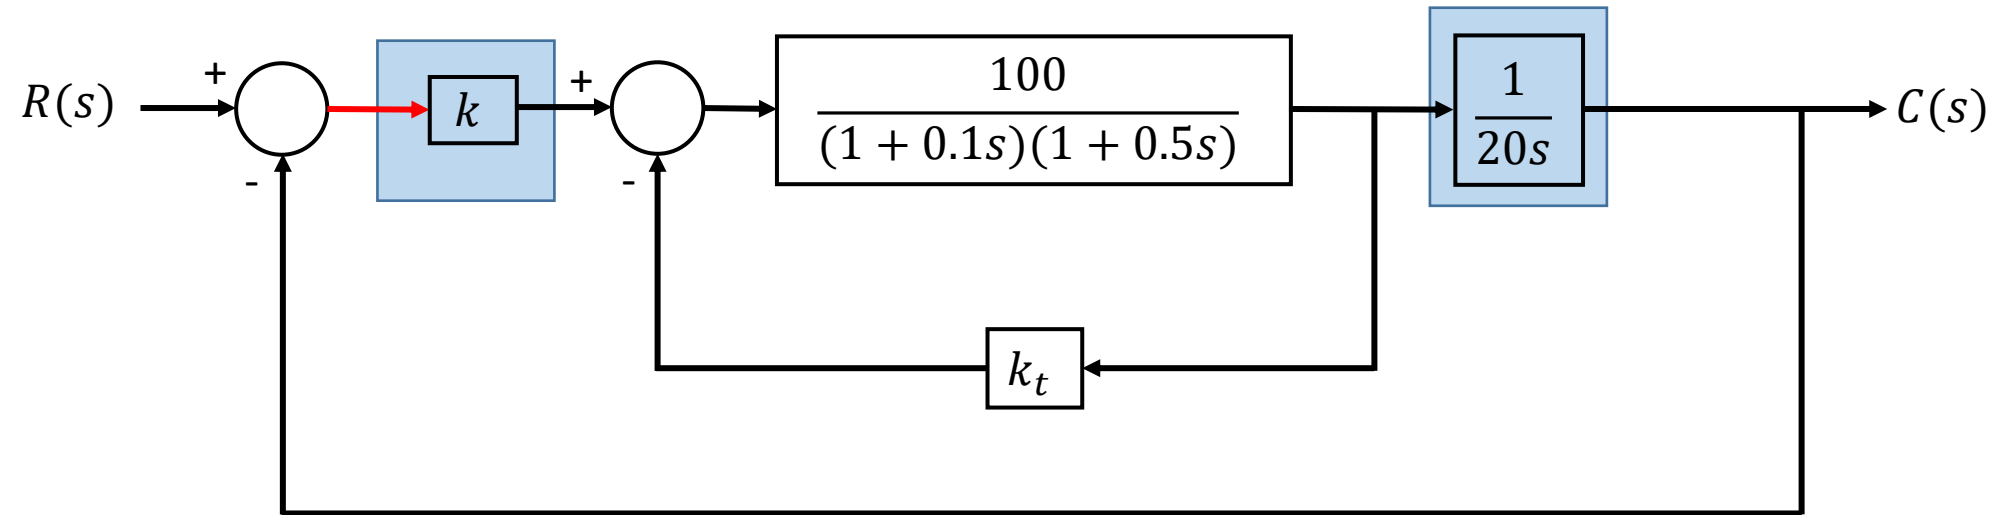 R(s)
+
-
k
+
-
100
(1 + 0.1s)(1 + 0.5s)
1
20s
C(s)
k_t